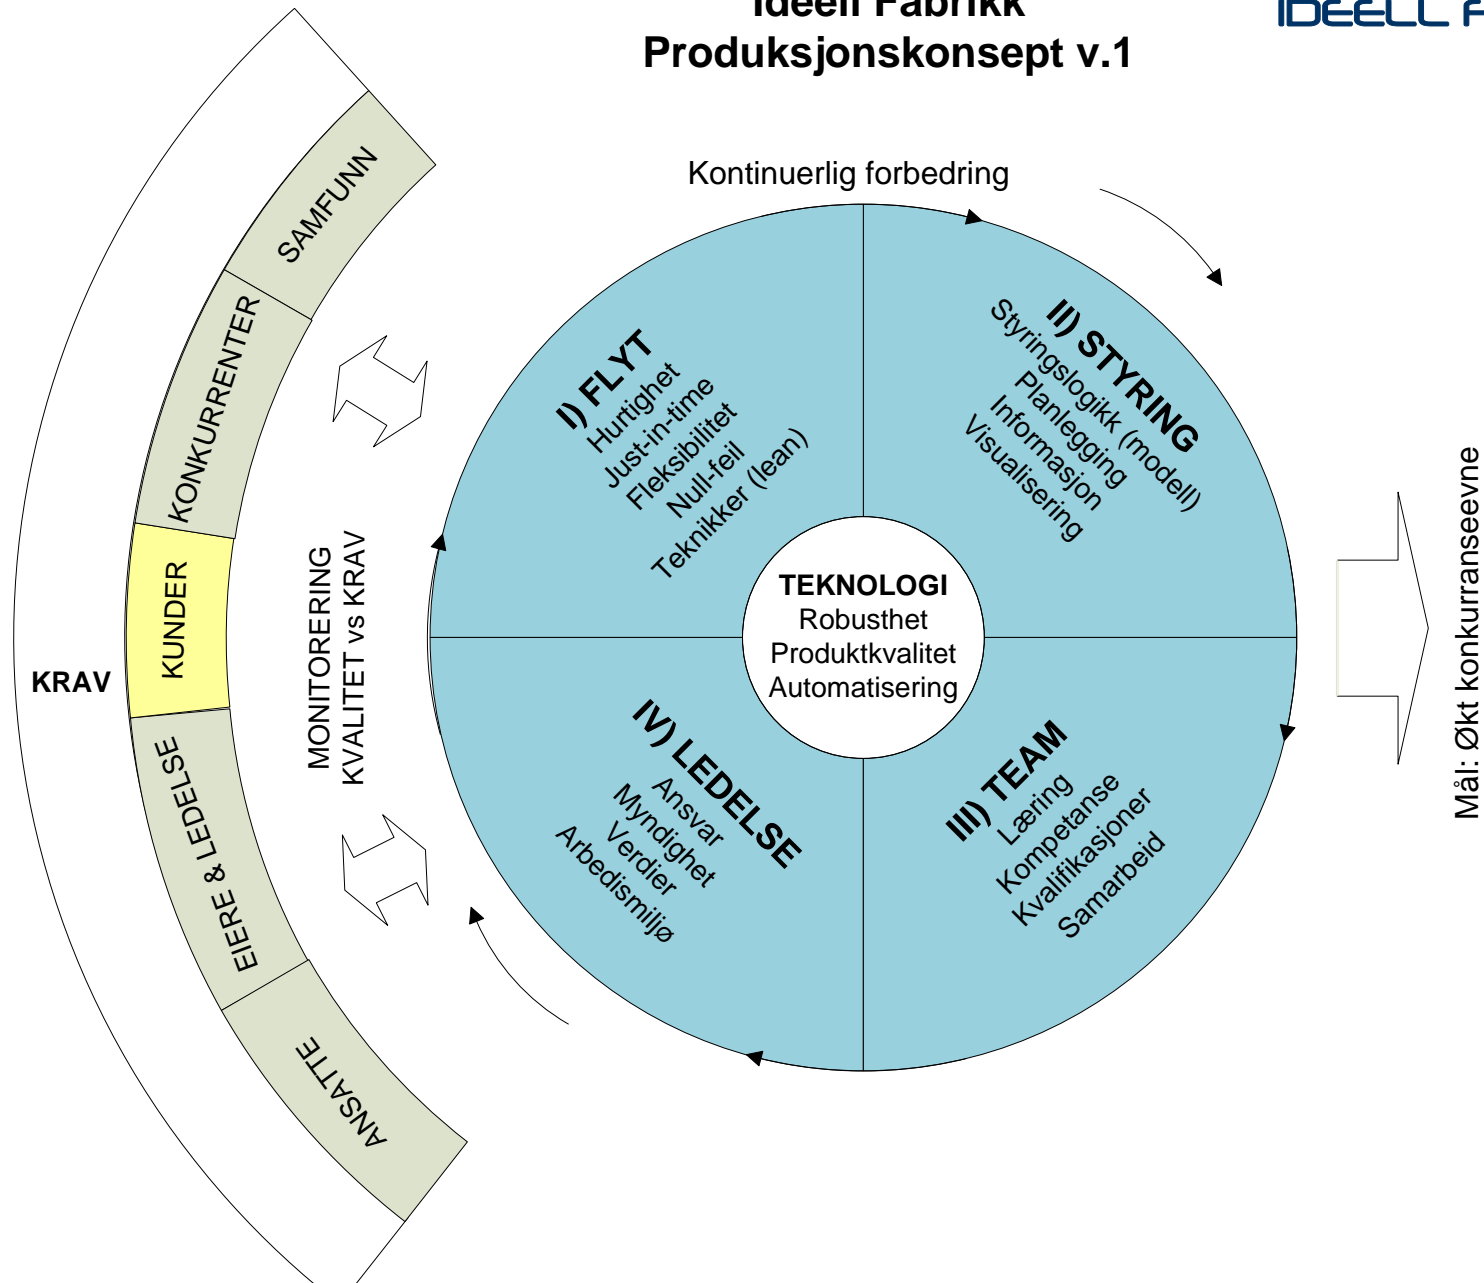 Ideell Fabrikk
Produksjonskonsept v.1
IDEELL F
Kontinuerlig forbedring
SAMFUNN
KONKURRENTER
KUNDER
EIERE & LEDELSE
ANSATTE
KRAV
MONITORERING
KVALITET vs KRAV
I) FLYT
Hurtighet
Just-in-time
Fleksibilitet
Null-feil
Teknikker (lean)
II) STYRING
Styringslogikk (modell)
Planlegging
Informasjon
Visualisering
TEKNOLOGI
Robusthet
Produktkvalitet
Automatisering
III) TEAM
Læring
Kompetanse
Kvalifikasjoner
Samarbeid
IV) LEDELSE
Ansvar
Myndighet
Verdier
Arbedismiljø
Mål: Økt konkurranseevne